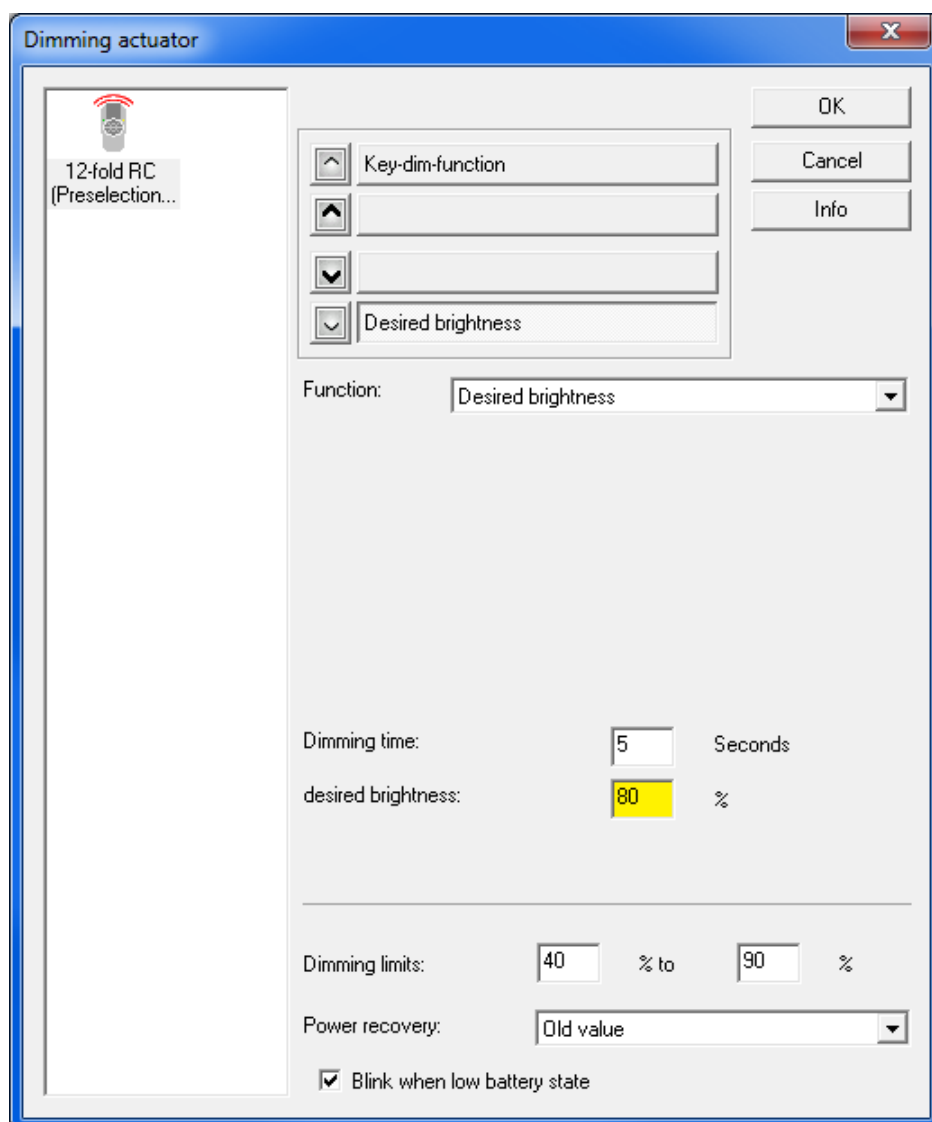 Dimming actuator
12-fold RC
(Preselection...
OK
Key-dim-function
Cancel
Info
Desired brightness
Function: Desired brightness
Dimming time: 5 Seconds
desired brightness: 80 %
Dimming limits: 40 % to 90 %
Power recovery: Old value
Blink when low battery state